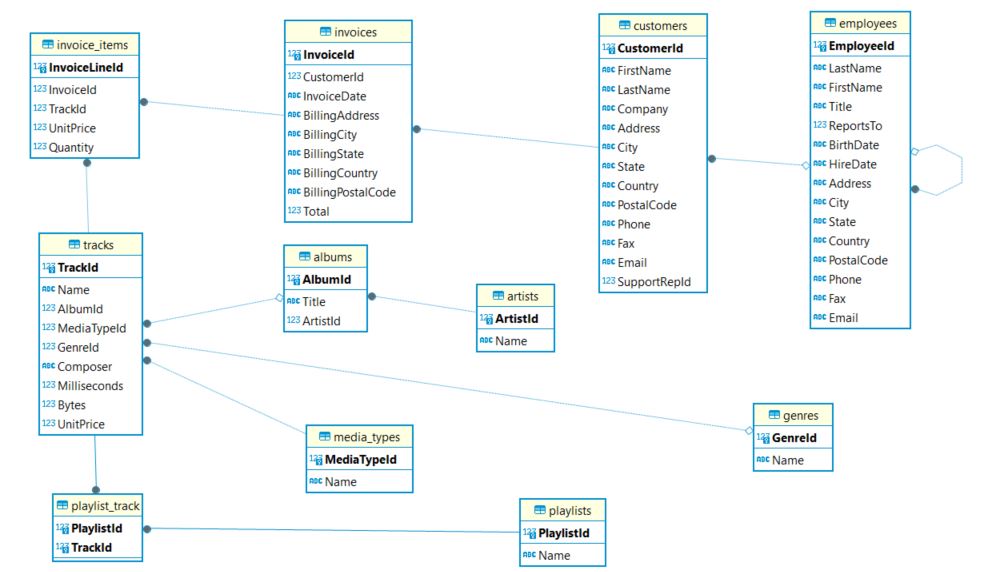 invoice_items
123 InvoiceLineId
123 InvoiceId
123 TrackId
123 UnitPrice
123 Quantity
invoices
123 InvoiceId
123 CustomerId
ABC InvoiceDate
ABC BillingAddress
ABC BillingCity
ABC BillingState
ABC BillingCountry
ABC BillingPostalCode
123 Total
customers
123 CustomerId
ABC FirstName
ABC LastName
ABC Company
ABC Address
ABC City
ABC State
ABC Country
ABC PostalCode
ABC Phone
ABC Fax
ABC Email
123 SupportRepId
employees
123 EmployeeId
ABC LastName
ABC FirstName
ABC Title
123 ReportsTo
ABC BirthDate
ABC HireDate
ABC Address
ABC City
ABC State
ABC Country
ABC PostalCode
ABC Phone
ABC Fax
ABC Email
tracks
123 TrackId
ABC Name
123 AlbumId
123 MediaTypeId
123 GenreId
ABC Composer
123 Milliseconds
123 Bytes
123 UnitPrice
albums
123 AlbumId
ABC Title
123 ArtistId
artists
123 ArtistId
ABC Name
media_types
123 MediaTypeId
ABC Name
genres
123 GenreId
ABC Name
playlist_track
123 PlaylistId
123 TrackId
playlists
123 PlaylistId
ABC Name